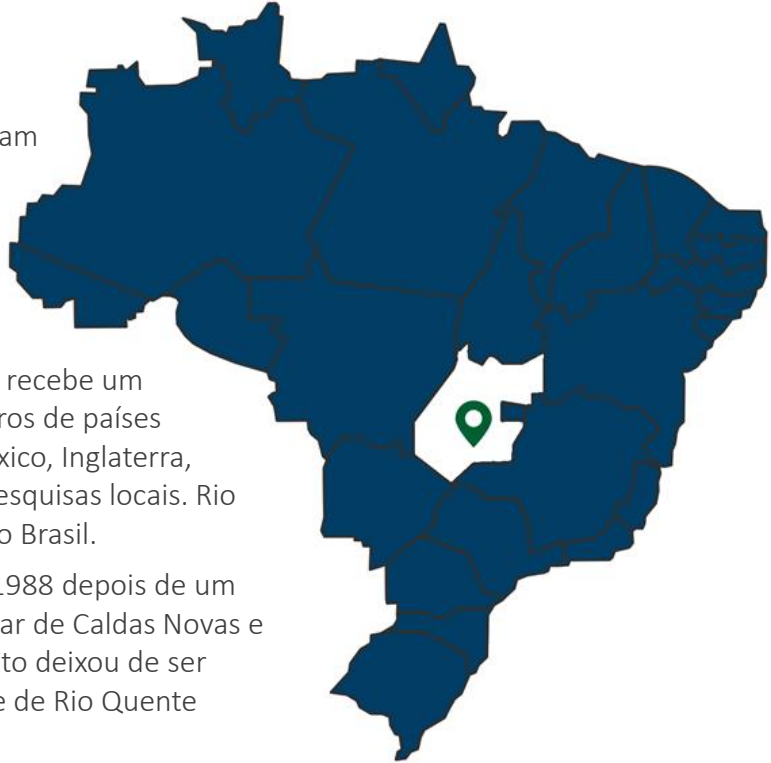 am
recebe um
ros de países
xico, Inglaterra,
esquisas locais. Rio
o Brasil.
1988 depois de um
ar de Caldas Novas e
to deixou de ser
e de Rio Quente